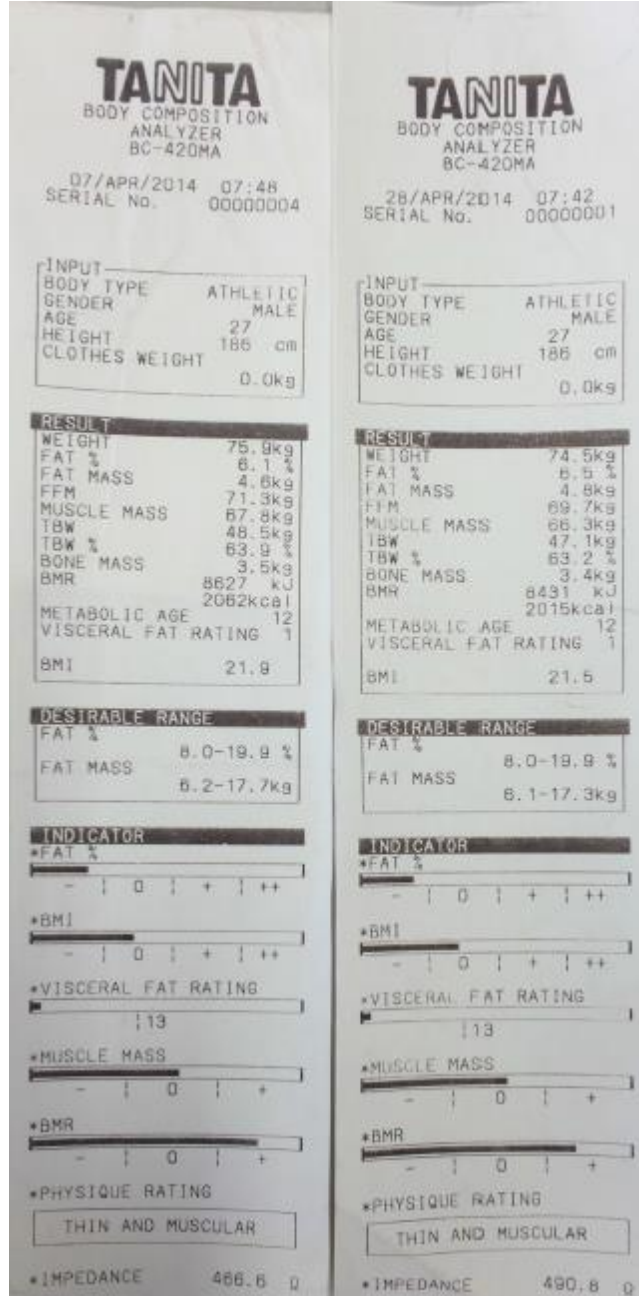 TANITA
BODY COMPOSITION
ANALYZER
BC-420MA
07/APR/2014 07:48
SERIAL No. 00000004
INPUT
BODY TYPE ATHLETIC
GENDER MALE
AGE 27
HEIGHT 186 cm
CLOTHES WEIGHT
0.0kg
RESULT
WEIGHT 75.9kg
FAT % 6.1 %
FAT MASS 4.6kg
FFM 71.3kg
MUSCLE MASS 67.8kg
TBW 48.5kg
TBW % 63.9 %
BONE MASS 3.5kg
BMR 8627 kJ
2062kcal
METABOLIC AGE 12
VISCERAL FAT RATING 1
BMI 21.9
DESIRABLE RANGE
FAT %
8.0-19.9 %
FAT MASS
6.2-17.7kg
INDICATOR
*FAT %
- | 0 | + | ++
*BMI
- | 0 | + | ++
*VISCERAL FAT RATING
|13
*MUSCLE MASS
- | 0 | +
*BMR
- | 0 | +
*PHYSIQUE RATING
THIN AND MUSCULAR
*IMPEDANCE 466.6 Ω
TANITA
BODY COMPOSITION
ANALYZER
BC-420MA
28/APR/2014 07:42
SERIAL No. 00000001
INPUT
BODY TYPE ATHLETIC
GENDER MALE
AGE 27
HEIGHT 186 cm
CLOTHES WEIGHT
0.0kg
RESULT
WEIGHT 74.5kg
FAT % 6.5 %
FAT MASS 4.8kg
FFM 69.7kg
MUSCLE MASS 66.3kg
TBW 47.1kg
TBW % 63.2 %
BONE MASS 3.4kg
BMR 8431 kJ
2015kcal
METABOLIC AGE 12
VISCERAL FAT RATING 1
BMI 21.5
DESIRABLE RANGE
FAT %
8.0-19.9 %
FAT MASS
6.1-17.3kg
INDICATOR
*FAT %
- | 0 | + | ++
*BMI
- | 0 | + | ++
*VISCERAL FAT RATING
|13
*MUSCLE MASS
- | 0 | +
*BMR
- | 0 | +
*PHYSIQUE RATING
THIN AND MUSCULAR
*IMPEDANCE 490.8 Ω